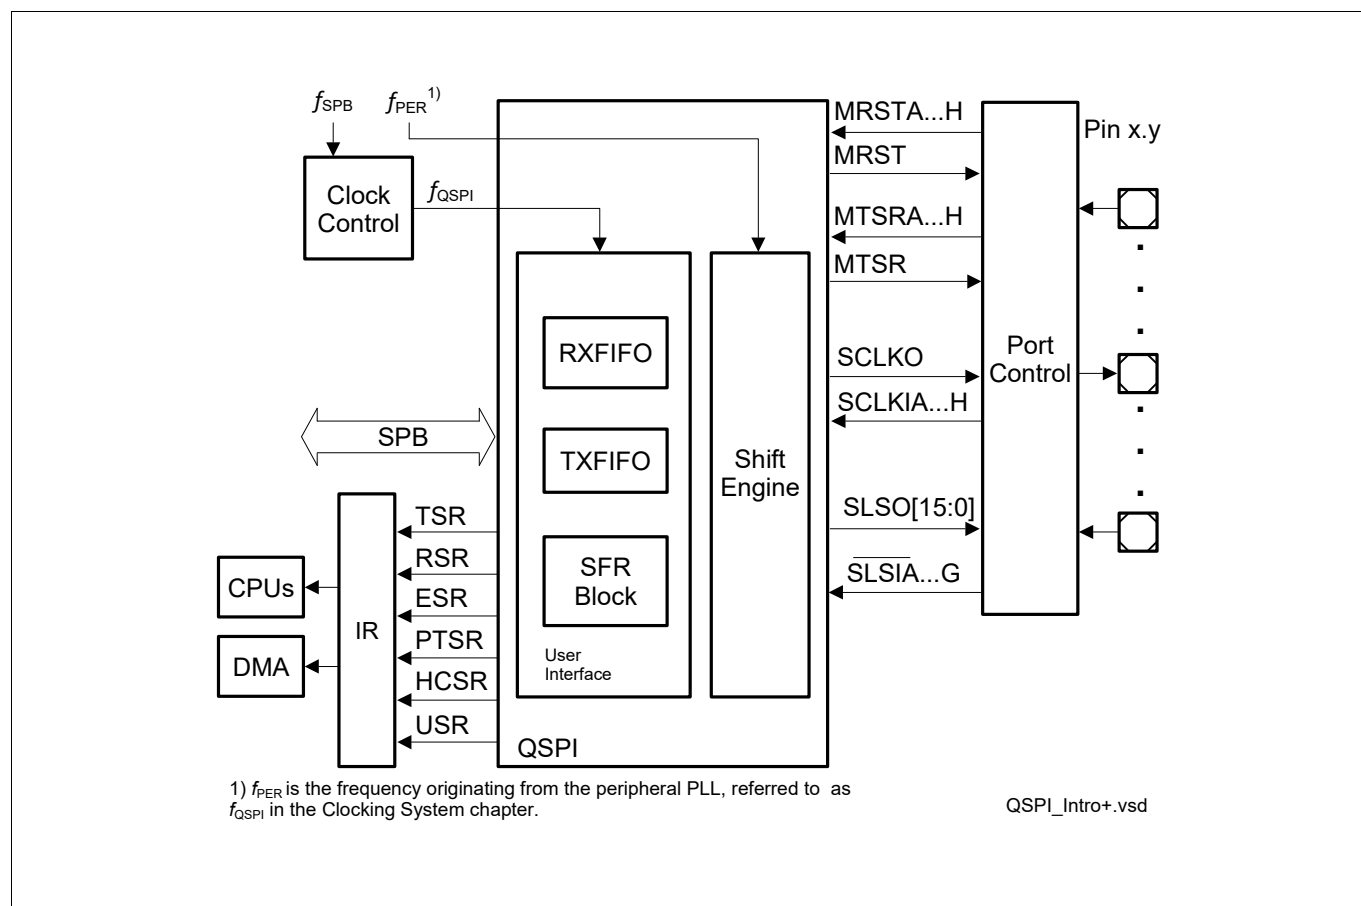 fSPB
fPER1)
Clock
Control
fQSPI
MRSTA...H
MRST
MTSRA...H
MTSR
SCLKO
SCLKIA...H
SLSO[15:0]
SLSIA...G
Port
Control
Pin x.y
RXFIFO
TXFIFO
SFR
Block
User
Interface
Shift
Engine
QSPI
SPB
TSR
RSR
ESR
PTSR
HCSR
USR
IR
CPUs
DMA
1) fPER is the frequency originating from the peripheral PLL, referred to as
fQSPI in the Clocking System chapter.
QSPI_Intro+.vsd